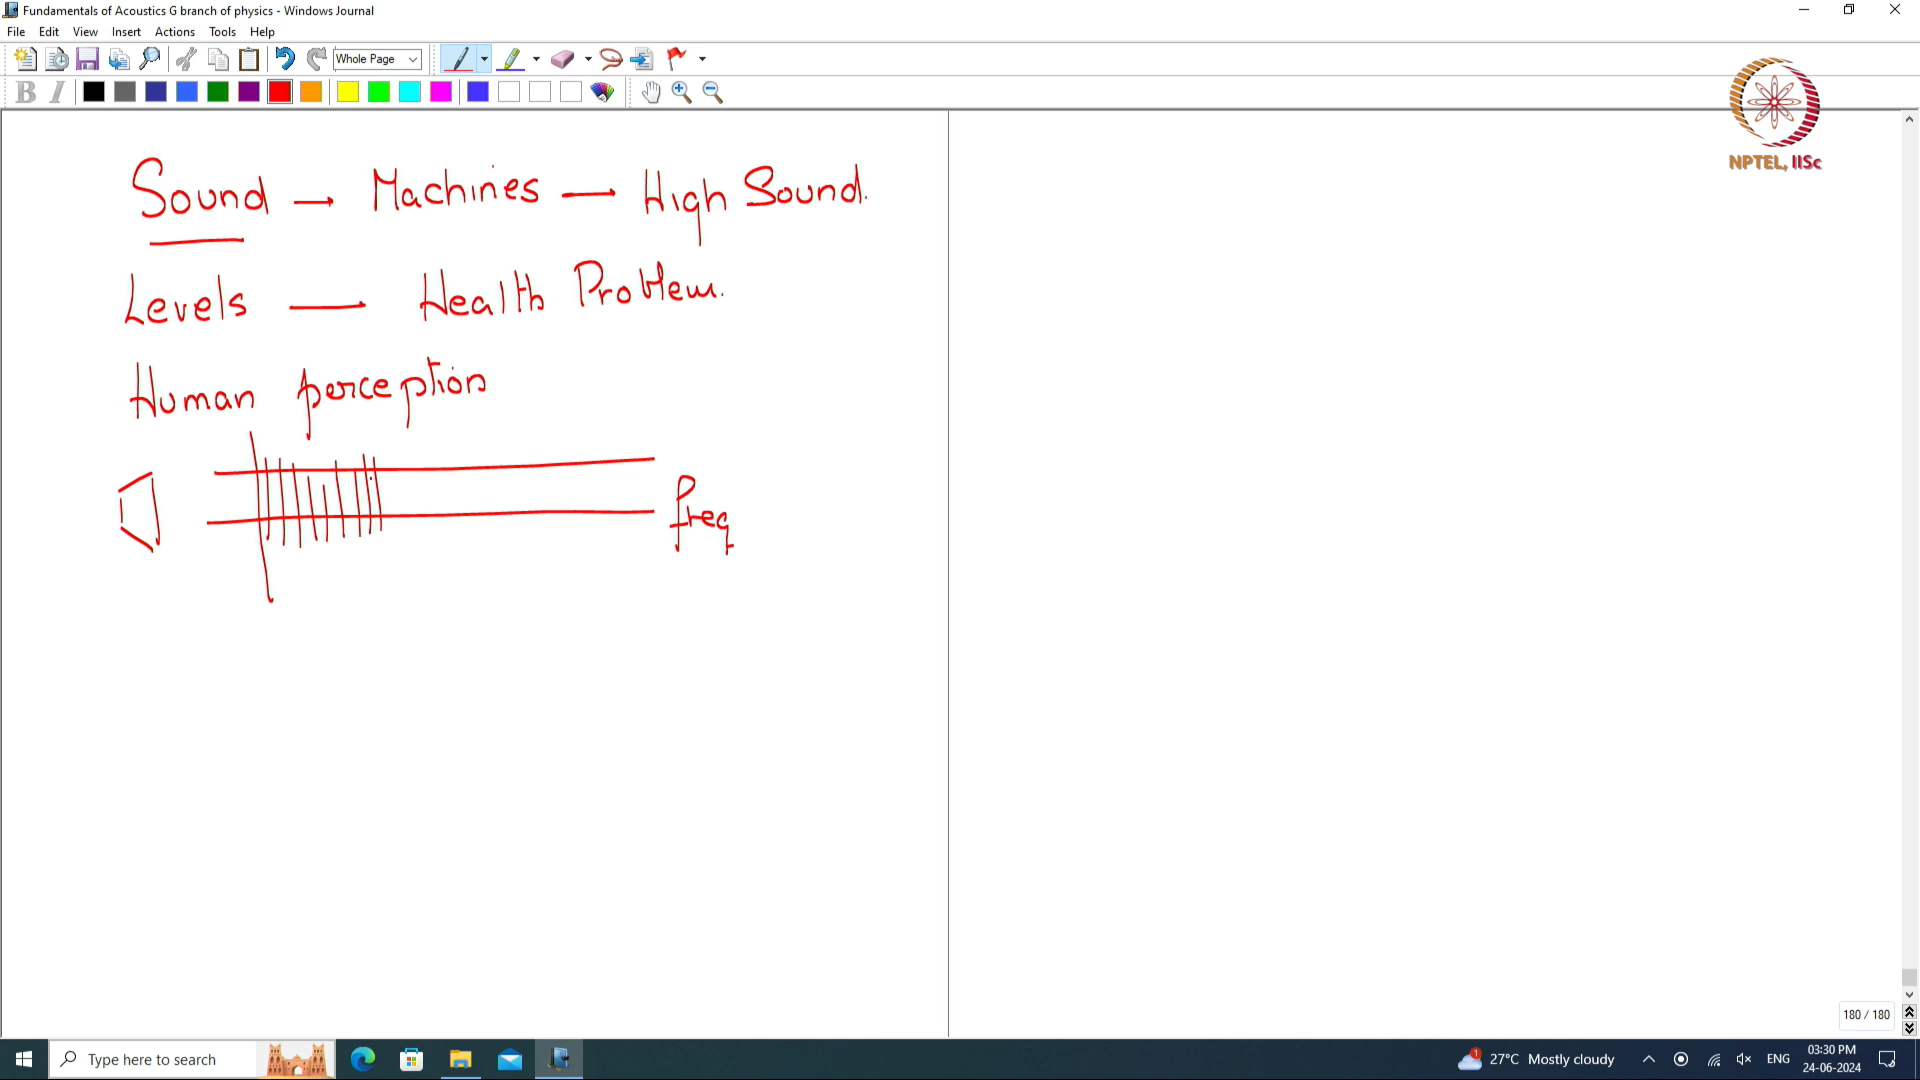 Fundamentals of Acoustics G branch of physics - Windows Journal
File Edit View Insert Actions Tools Help
Whole Page
B I
NPTEL, IISc
Sound → Machines → High Sound.
Levels — Health Problem.
Human perception
freq
180 / 180
Type here to search
1
27°C Mostly cloudy
ENG
03:30 PM
24-06-2024